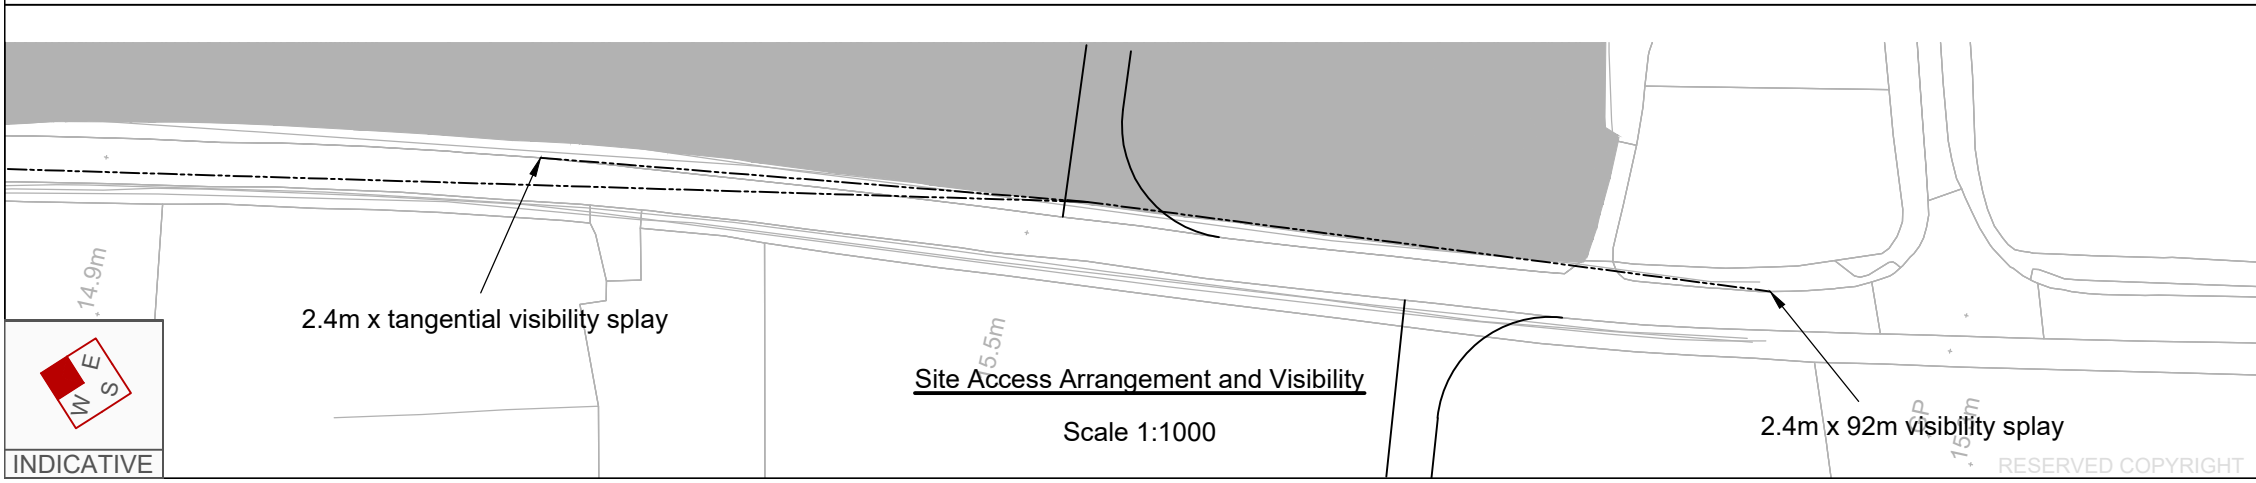 14.9m
2.4m x tangential visibility splay
15.5m
Site Access Arrangement and Visibility
Scale 1:1000
2.4m x 92m visibility splay
E
S
W
INDICATIVE
RESERVED COPYRIGHT